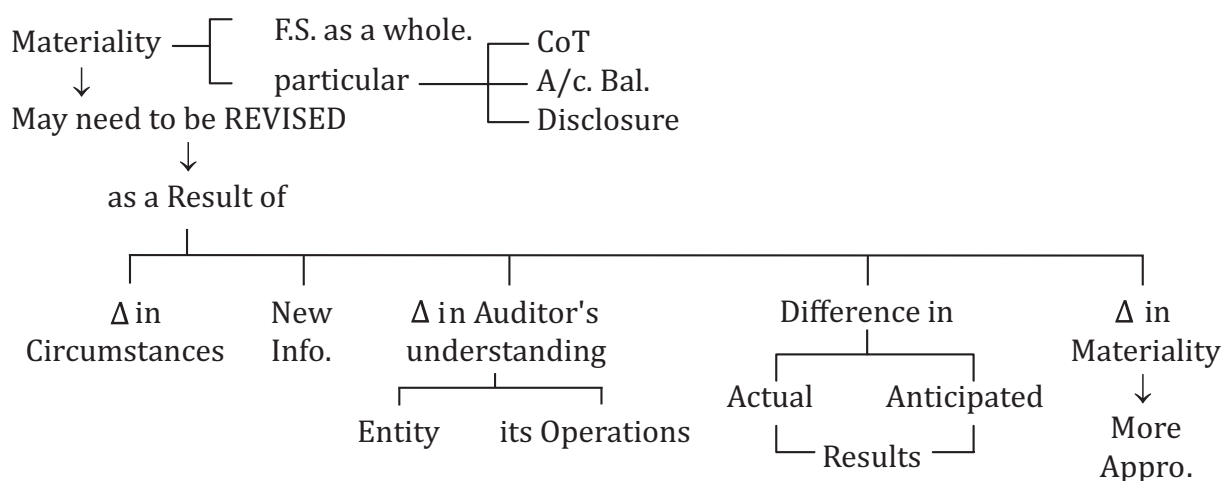 Materiality
F.S. as a whole.
particular
CoT
A/c. Bal.
Disclosure
May need to be REVISED
as a Result of
Δ in
Circumstances
New
Info.
Δ in Auditor's
understanding
Entity
its Operations
Difference in
Actual
Anticipated
Results
Δ in
Materiality
More
Appro.